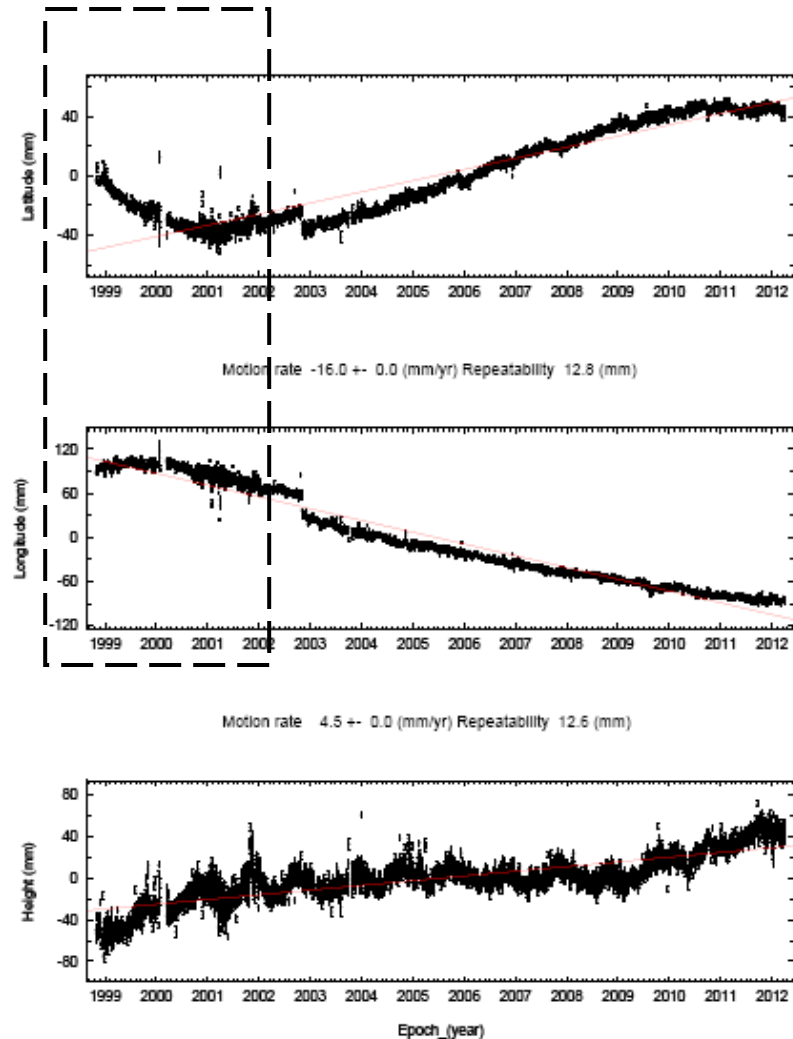 40
0
-40
Latitude (mm)
1999 2000 2001 2002 2003 2004 2005 2006 2007 2008 2009 2010 2011 2012
Motion rate -16.0 +- 0.0 (mm/yr) Repeatability 12.8 (mm)
120
60
0
-60
-120
Longitude (mm)
1999 2000 2001 2002 2003 2004 2005 2006 2007 2008 2009 2010 2011 2012
Motion rate 4.5 +- 0.0 (mm/yr) Repeatability 12.6 (mm)
80
40
0
-40
-80
Height (mm)
1999 2000 2001 2002 2003 2004 2005 2006 2007 2008 2009 2010 2011 2012
Epoch_(year)